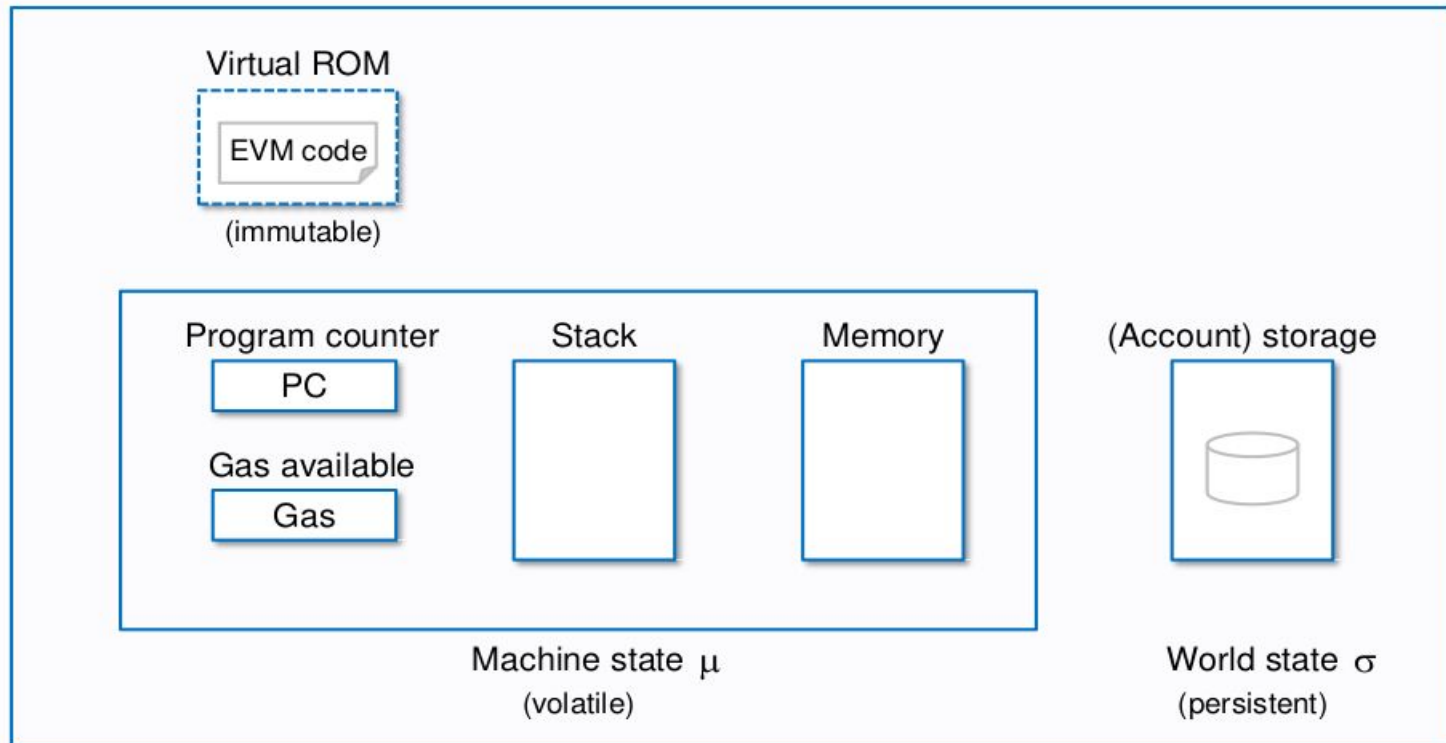 Virtual ROM
EVM code
(immutable)
Program counter
PC
Gas available
Gas
Stack
Memory
(Account) storage
Machine state μ
(volatile)
World state σ
(persistent)